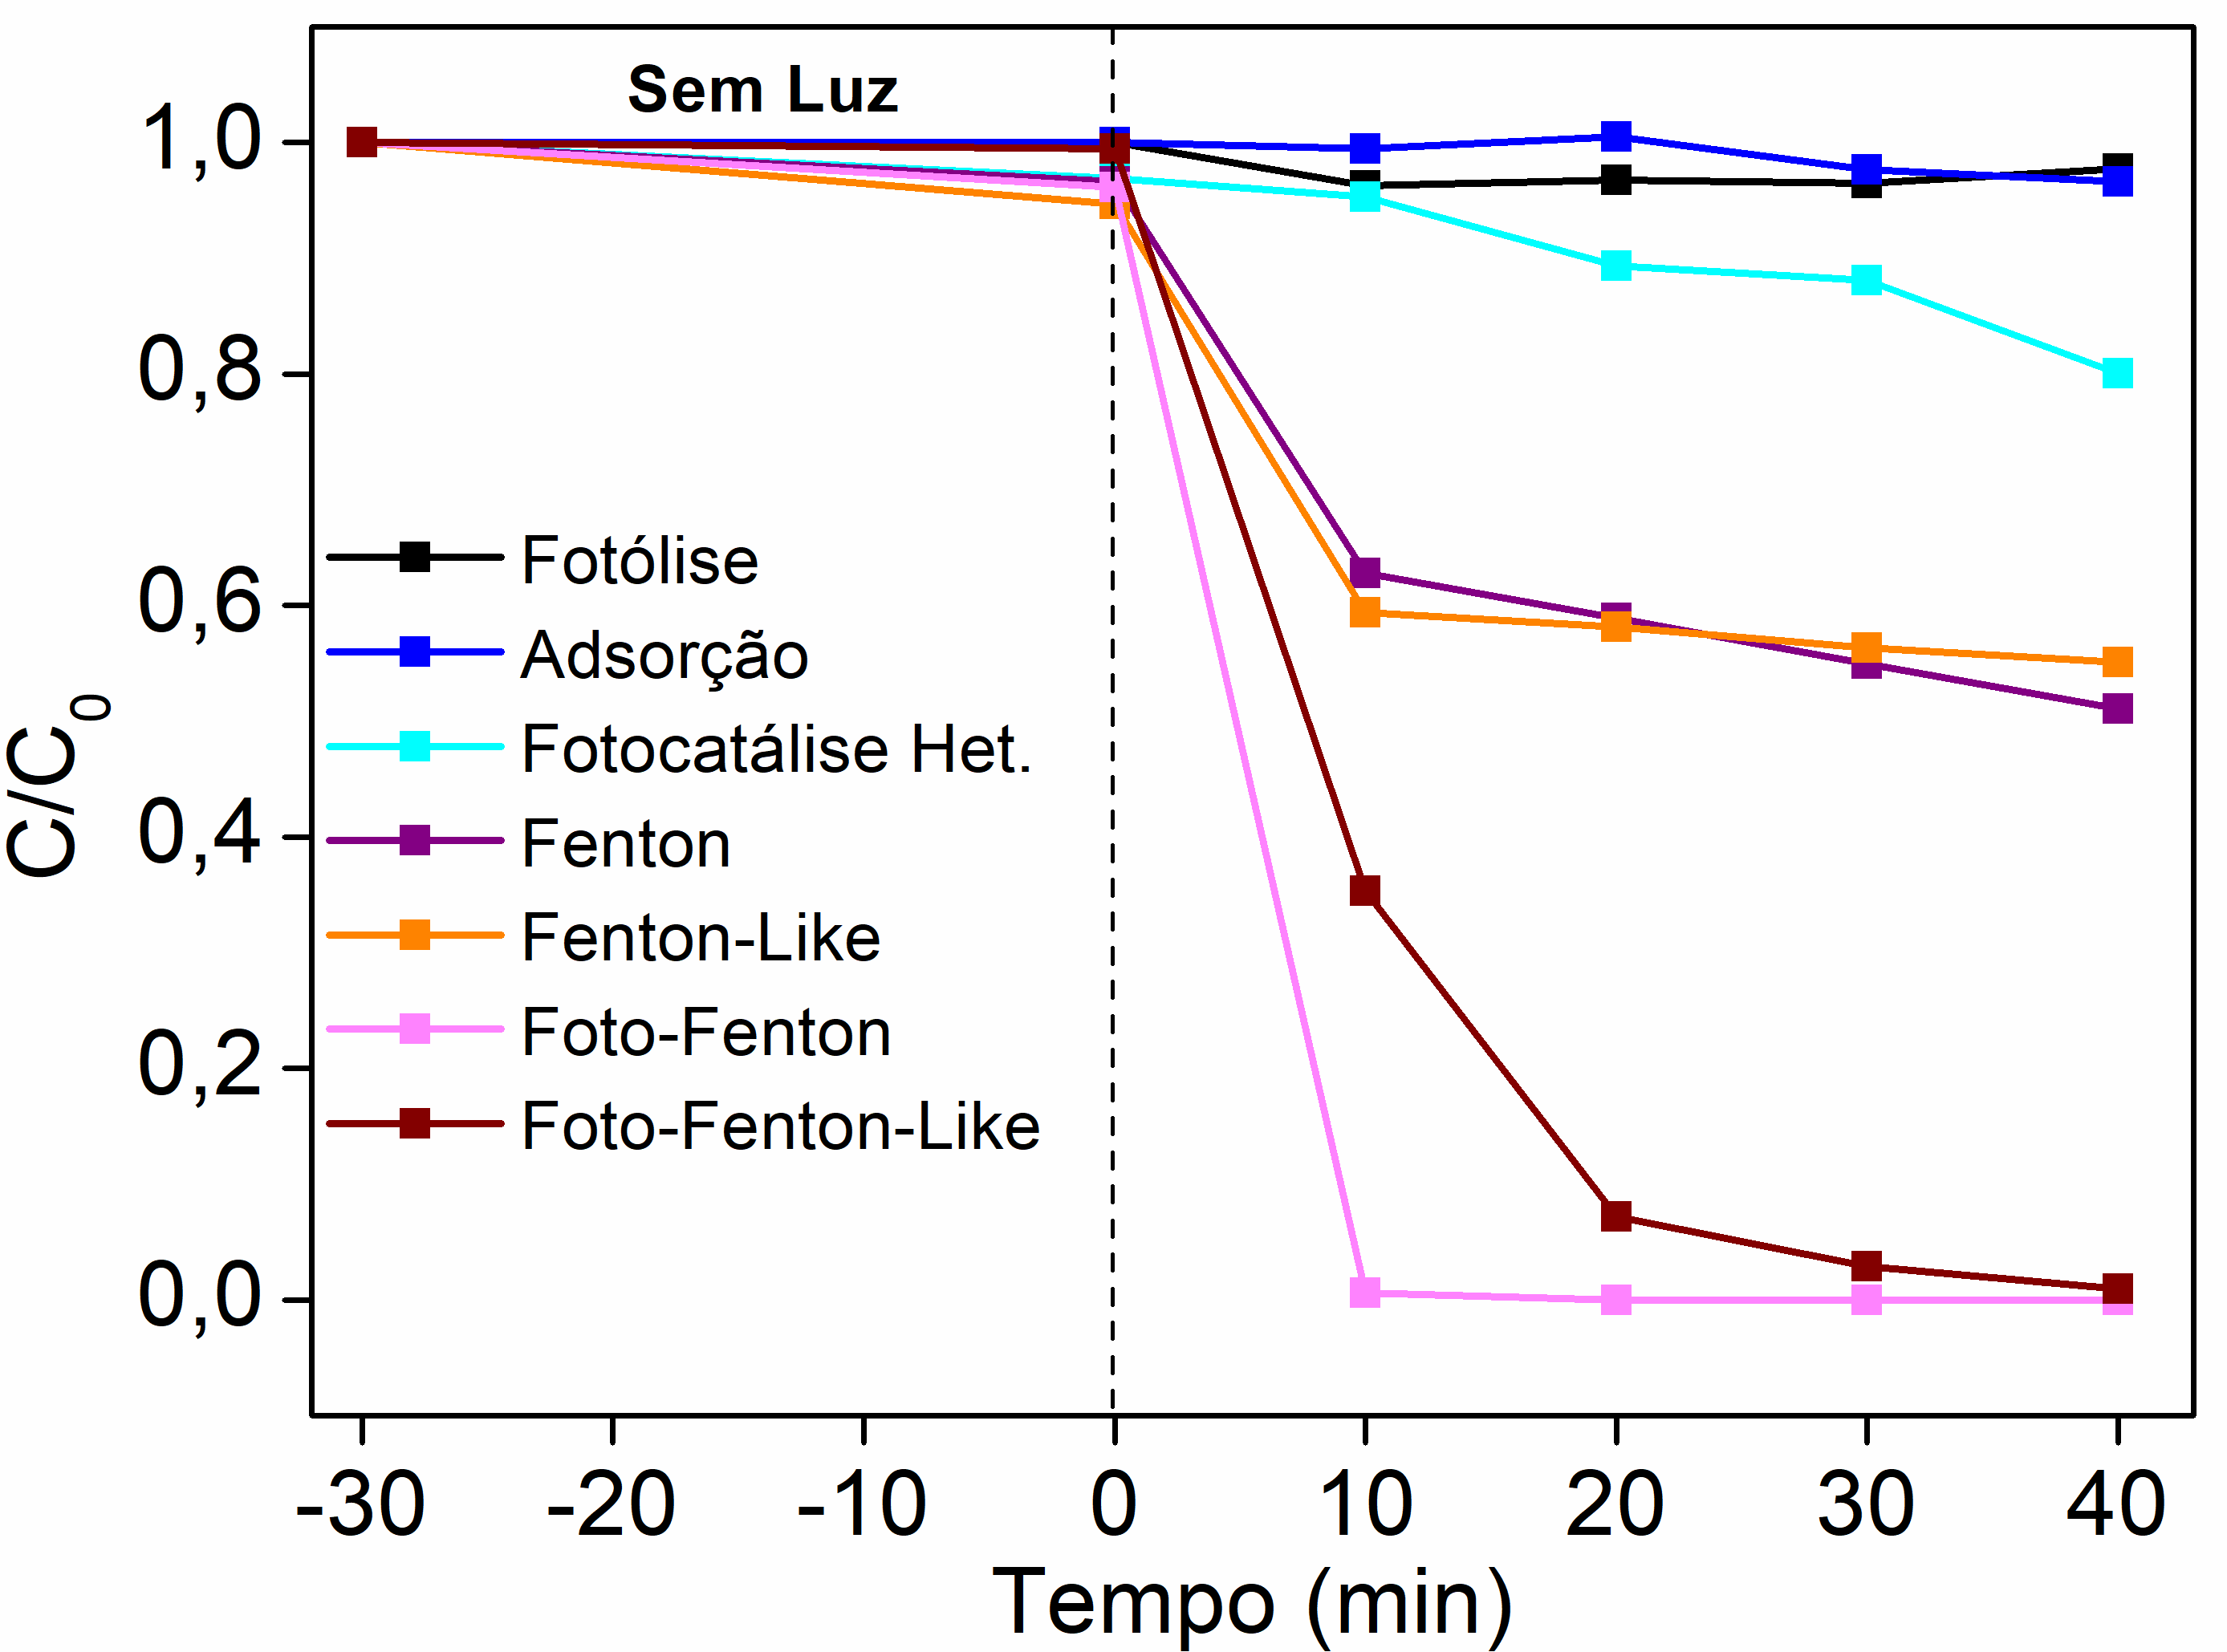 Sem Luz
1,0
0,8
0,6
0,4
0,2
0,0
C/C₀
Fotólise
Adsorção
Fotocatálise Het.
Fenton
Fenton-Like
Foto-Fenton
Foto-Fenton-Like
-30 -20 -10 0 10 20 30 40
Tempo (min)